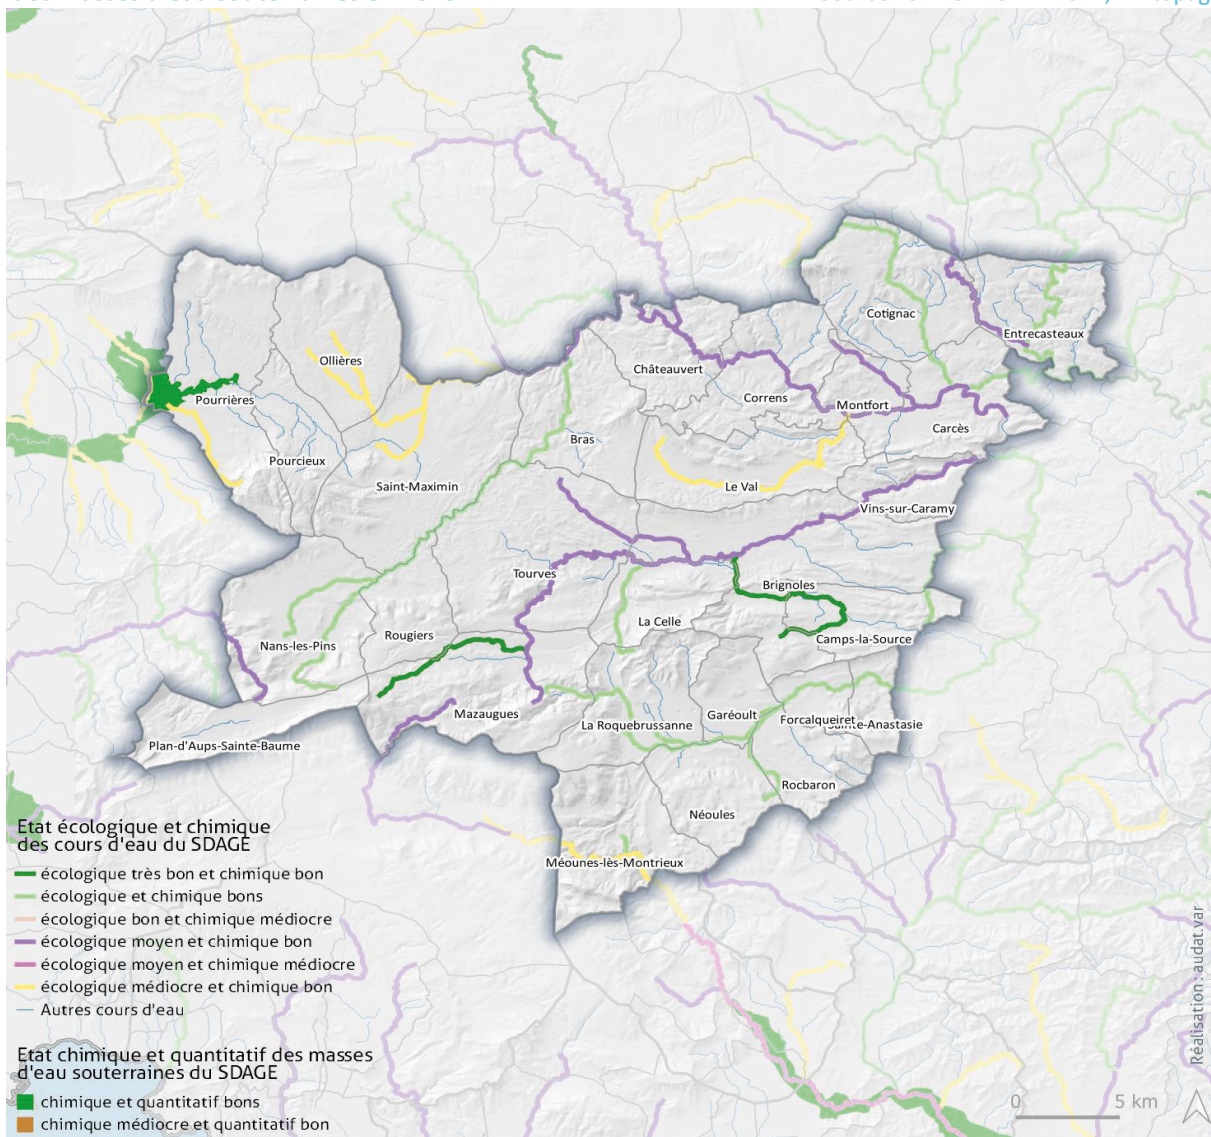 Cotignac
Entrecasteaux
Ollières
Châteauvert
Pourrières
Correns
Montfort
Carcès
Bras
Pourcieux
Saint-Maximin
Le Val
Vins-sur-Caramy
Tourves
Brignoles
La Celle
Rougiers
Camps-la-Source
Nans-les-Pins
Mazaugues
La Roquebrussanne
Garéoult
Forcalqueiret
Sainte-Anastasie
Plan-d'Aups-Sainte-Baume
Rocbaron
Néoules
Méounes-lès-Montrieux
Etat écologique et chimique
des cours d'eau du SDAGE
écologique très bon et chimique bon
écologique et chimique bons
écologique bon et chimique médiocre
écologique moyen et chimique bon
écologique moyen et chimique médiocre
écologique médiocre et chimique bon
Autres cours d'eau
Etat chimique et quantitatif des masses
d'eau souterraines du SDAGE
chimique et quantitatif bons
chimique médiocre et quantitatif bon
0 5 km
Réalisation : audat.var